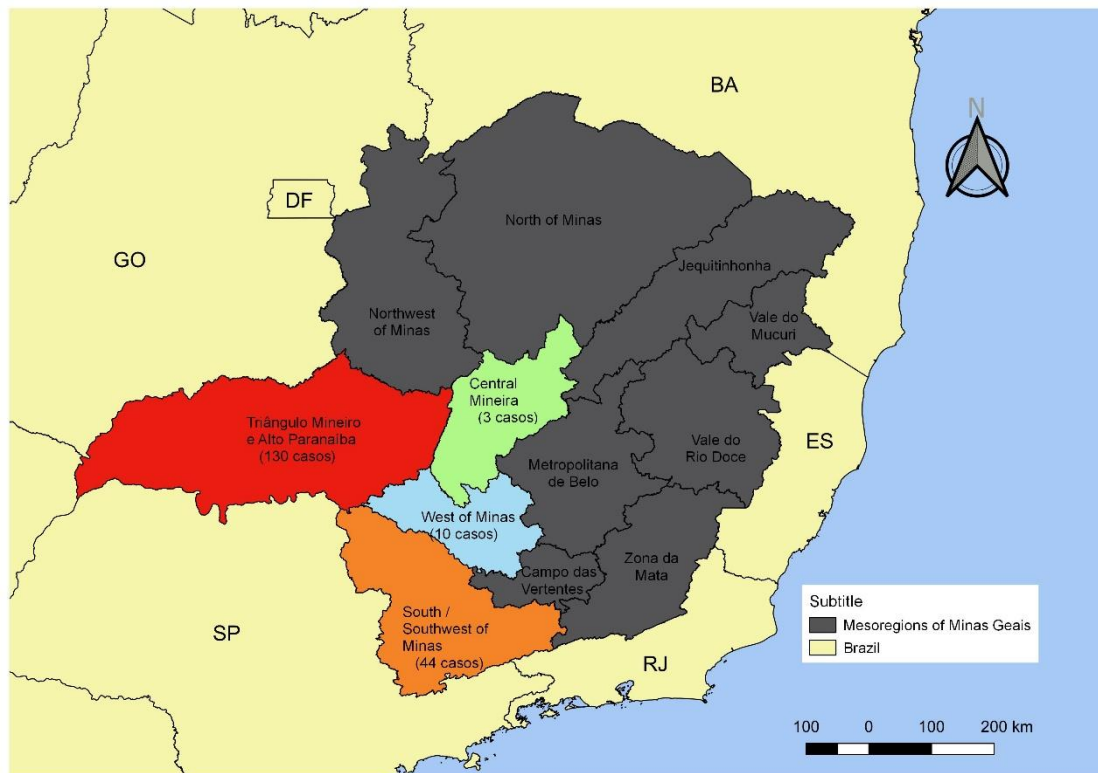 BA
N
DF
North of Minas
GO
Jequitinhonha
Northwest
of Minas
Vale do
Mucuri
Central
Mineira
(3 casos)
Triângulo Mineiro
e Alto Paranaiba
(130 casos)
ES
Vale do
Rio Doce
Metropolitana
de Belo
West of Minas
(10 casos)
Zona da
Mata
Campo das
Vertentes
South /
Southwest of
Minas
(44 casos)
SP
RJ
Subtitle
Mesoregions of Minas Geais
Brazil
100 0 100 200 km